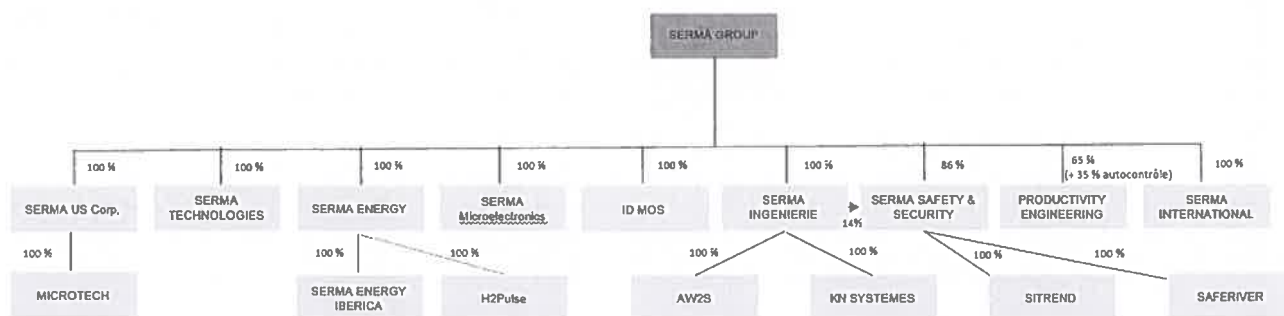 SERMA GROUP
100 %
100 %
100 %
100 %
100 %
100 %
86 %
65 %
(+ 35 % autocontrôle)
100 %
SERMA US Corp.
SERMA
TECHNOLOGIES
SERMA ENERGY
SERMA
Microelectronics
ID MOS
SERMA
INGENIERIE
14%
SERMA SAFETY &
SECURITY
PRODUCTIVITY
ENGINEERING
SERMA
INTERNATIONAL
100 %
100 %
100 %
100 %
100 %
100 %
100 %
MICROTECH
SERMA ENERGY
IBERICA
H2Pulse
AW2S
KN SYSTEMES
SITREND
SAFERIVER